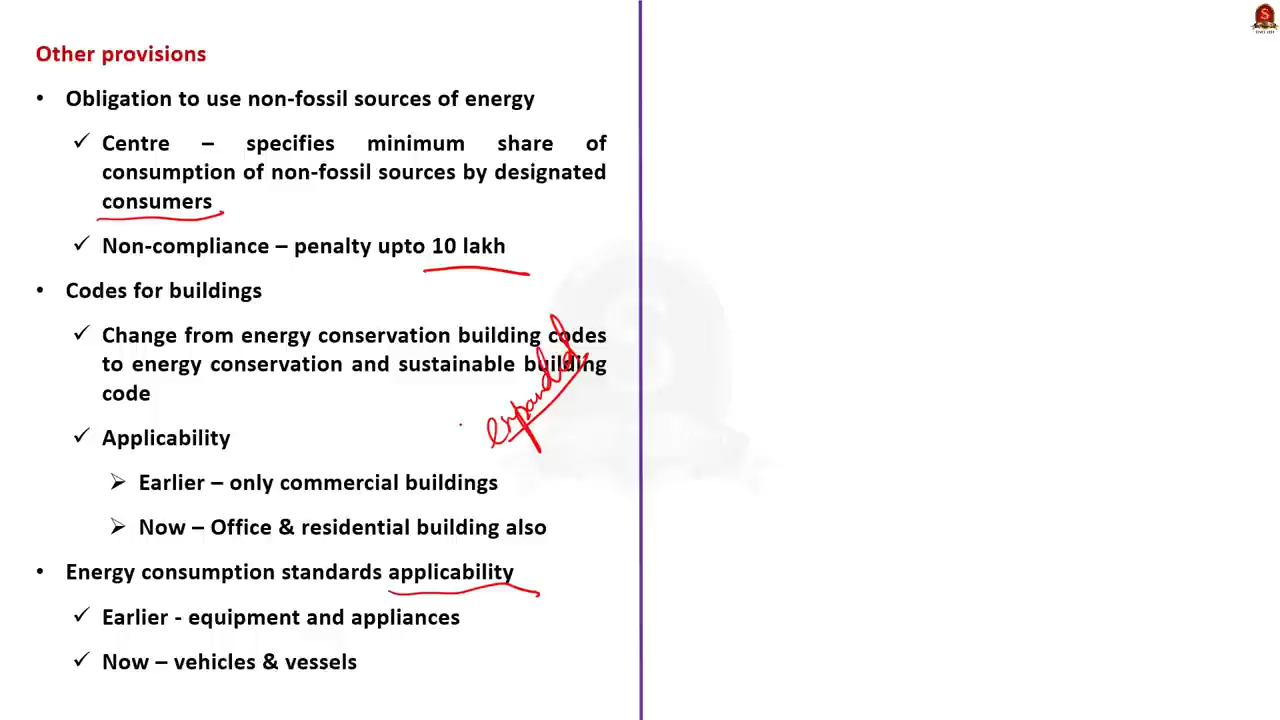 Other provisions
• Obligation to use non-fossil sources of energy
✓ Centre – specifies minimum share of
consumption of non-fossil sources by designated
consumers
✓ Non-compliance – penalty upto 10 lakh
• Codes for buildings
✓ Change from energy conservation building codes
to energy conservation and sustainable building
code
expanded
✓ Applicability
➢ Earlier – only commercial buildings
➢ Now – Office & residential building also
• Energy consumption standards applicability
✓ Earlier - equipment and appliances
✓ Now – vehicles & vessels